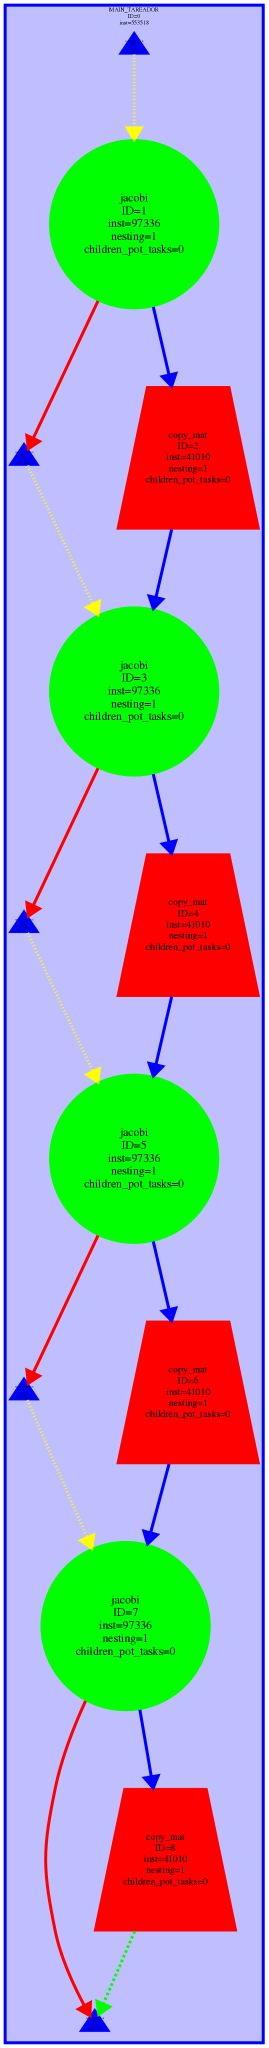 MAIN_TAREADOR
ID=0
inst=553518
jacobi
ID=1
inst=97336
nesting=1
children_pot_tasks=0
copy_mat
ID=2
inst=41010
nesting=1
children_pot_tasks=0
jacobi
ID=3
inst=97336
nesting=1
children_pot_tasks=0
copy_mat
ID=4
inst=41010
nesting=1
children_pot_tasks=0
jacobi
ID=5
inst=97336
nesting=1
children_pot_tasks=0
copy_mat
ID=6
inst=41010
nesting=1
children_pot_tasks=0
jacobi
ID=7
inst=97336
nesting=1
children_pot_tasks=0
copy_mat
ID=8
inst=41010
nesting=1
children_pot_tasks=0